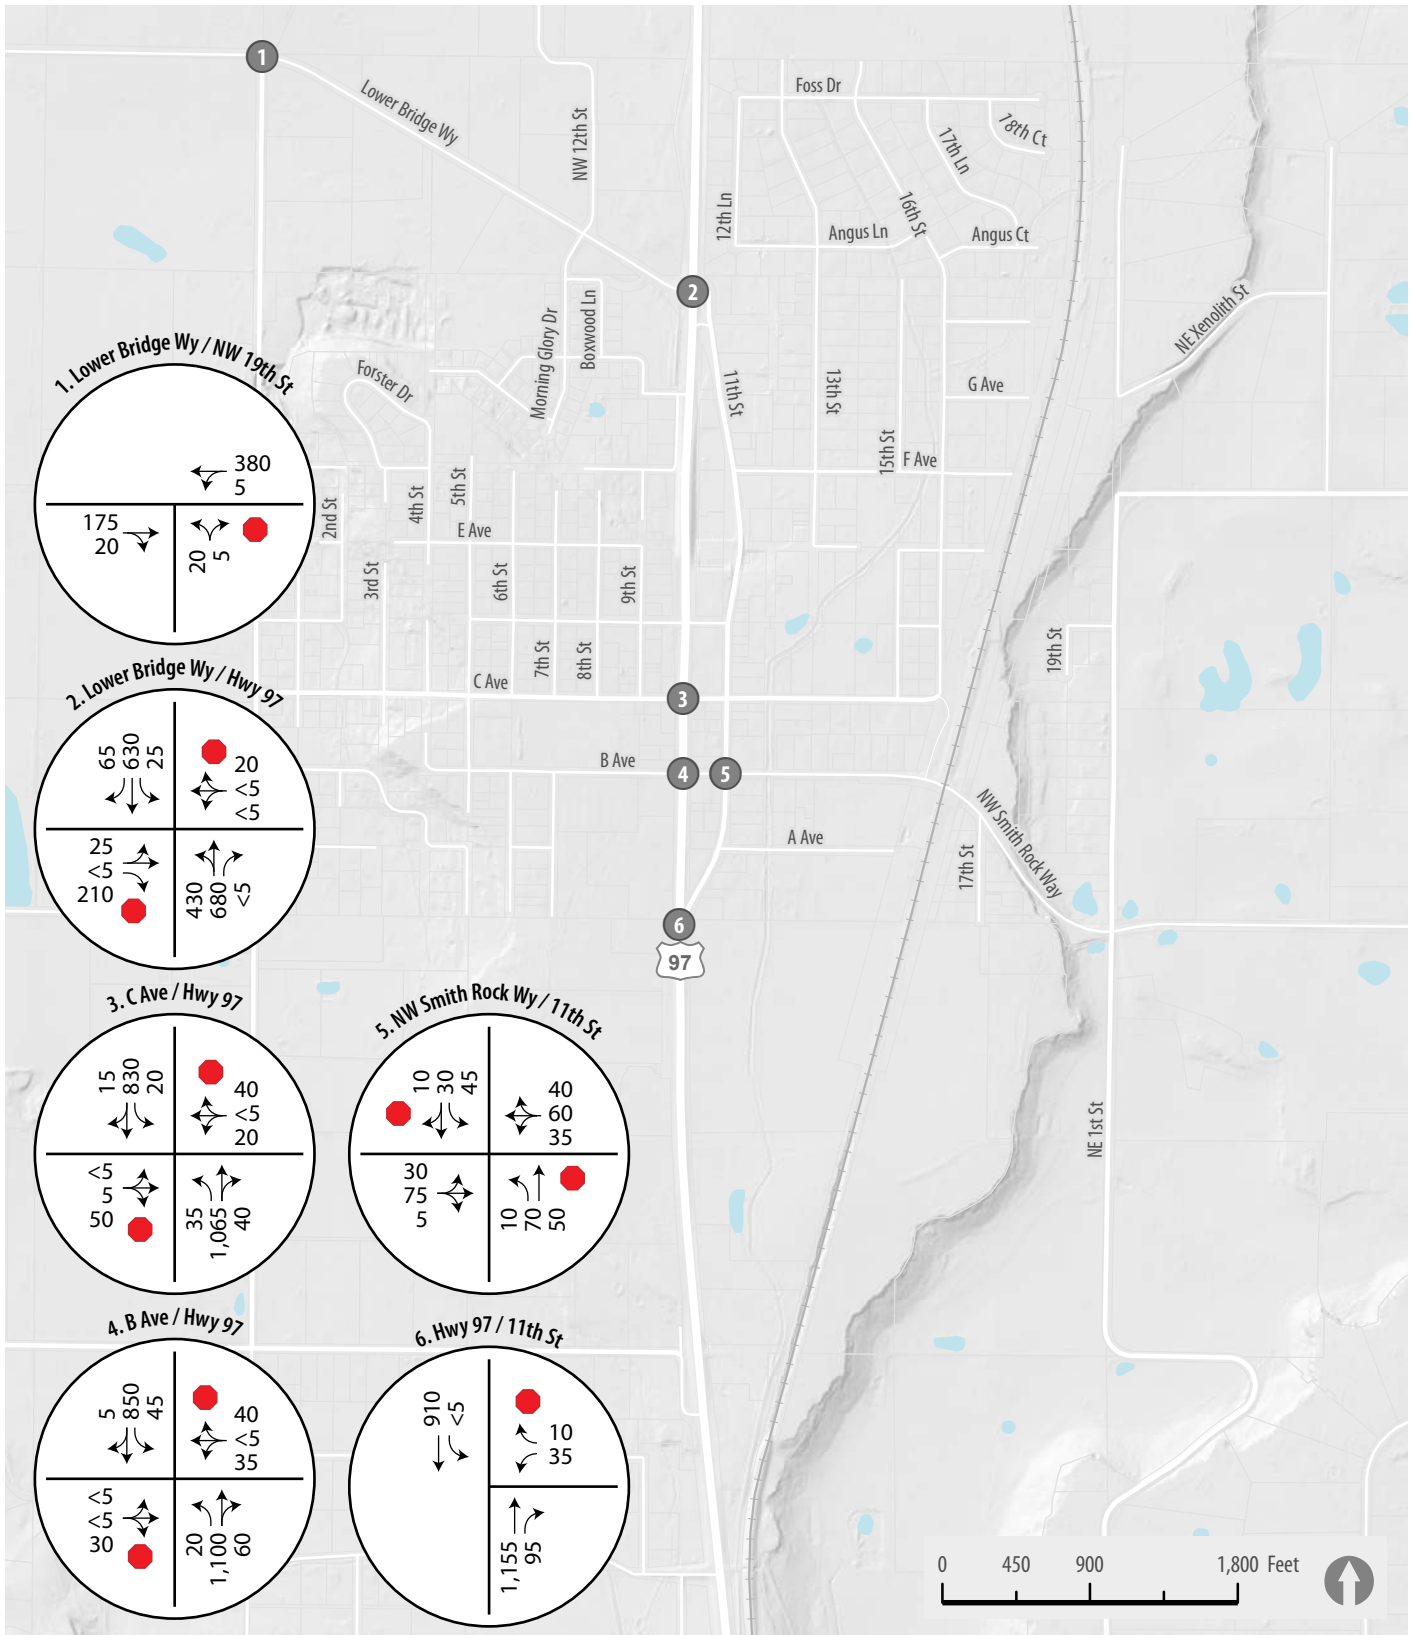 1
Lower Bridge Wy
NW 12th St
Foss Dr
18th Ct
17th Ln
16th St
12th Ln
Angus Ln
Angus Ct
2
NE Xenolith St
Boxwood Ln
Morning Glory Dr
Forster Dr
11th St
13th St
G Ave
15th St
F Ave
2nd St
4th St
5th St
E Ave
3rd St
6th St
9th St
7th St
8th St
19th St
C Ave
3
B Ave
4
5
NW Smith Rock Way
A Ave
17th St
6
97
NE 1st St
1. Lower Bridge Wy / NW 19th St
380
5
175
20
20
5
2. Lower Bridge Wy / Hwy 97
65
630
25
20
<5
<5
25
<5
210
430
680
<5
3. C Ave / Hwy 97
15
830
20
40
<5
20
<5
5
50
35
1,065
40
4. B Ave / Hwy 97
5
850
45
40
<5
35
<5
<5
30
20
1,100
60
5. NW Smith Rock Wy / 11th St
10
30
45
40
60
35
30
75
5
10
70
50
6. Hwy 97 / 11th St
910
<5
10
35
1,155
95
0 450 900 1,800 Feet